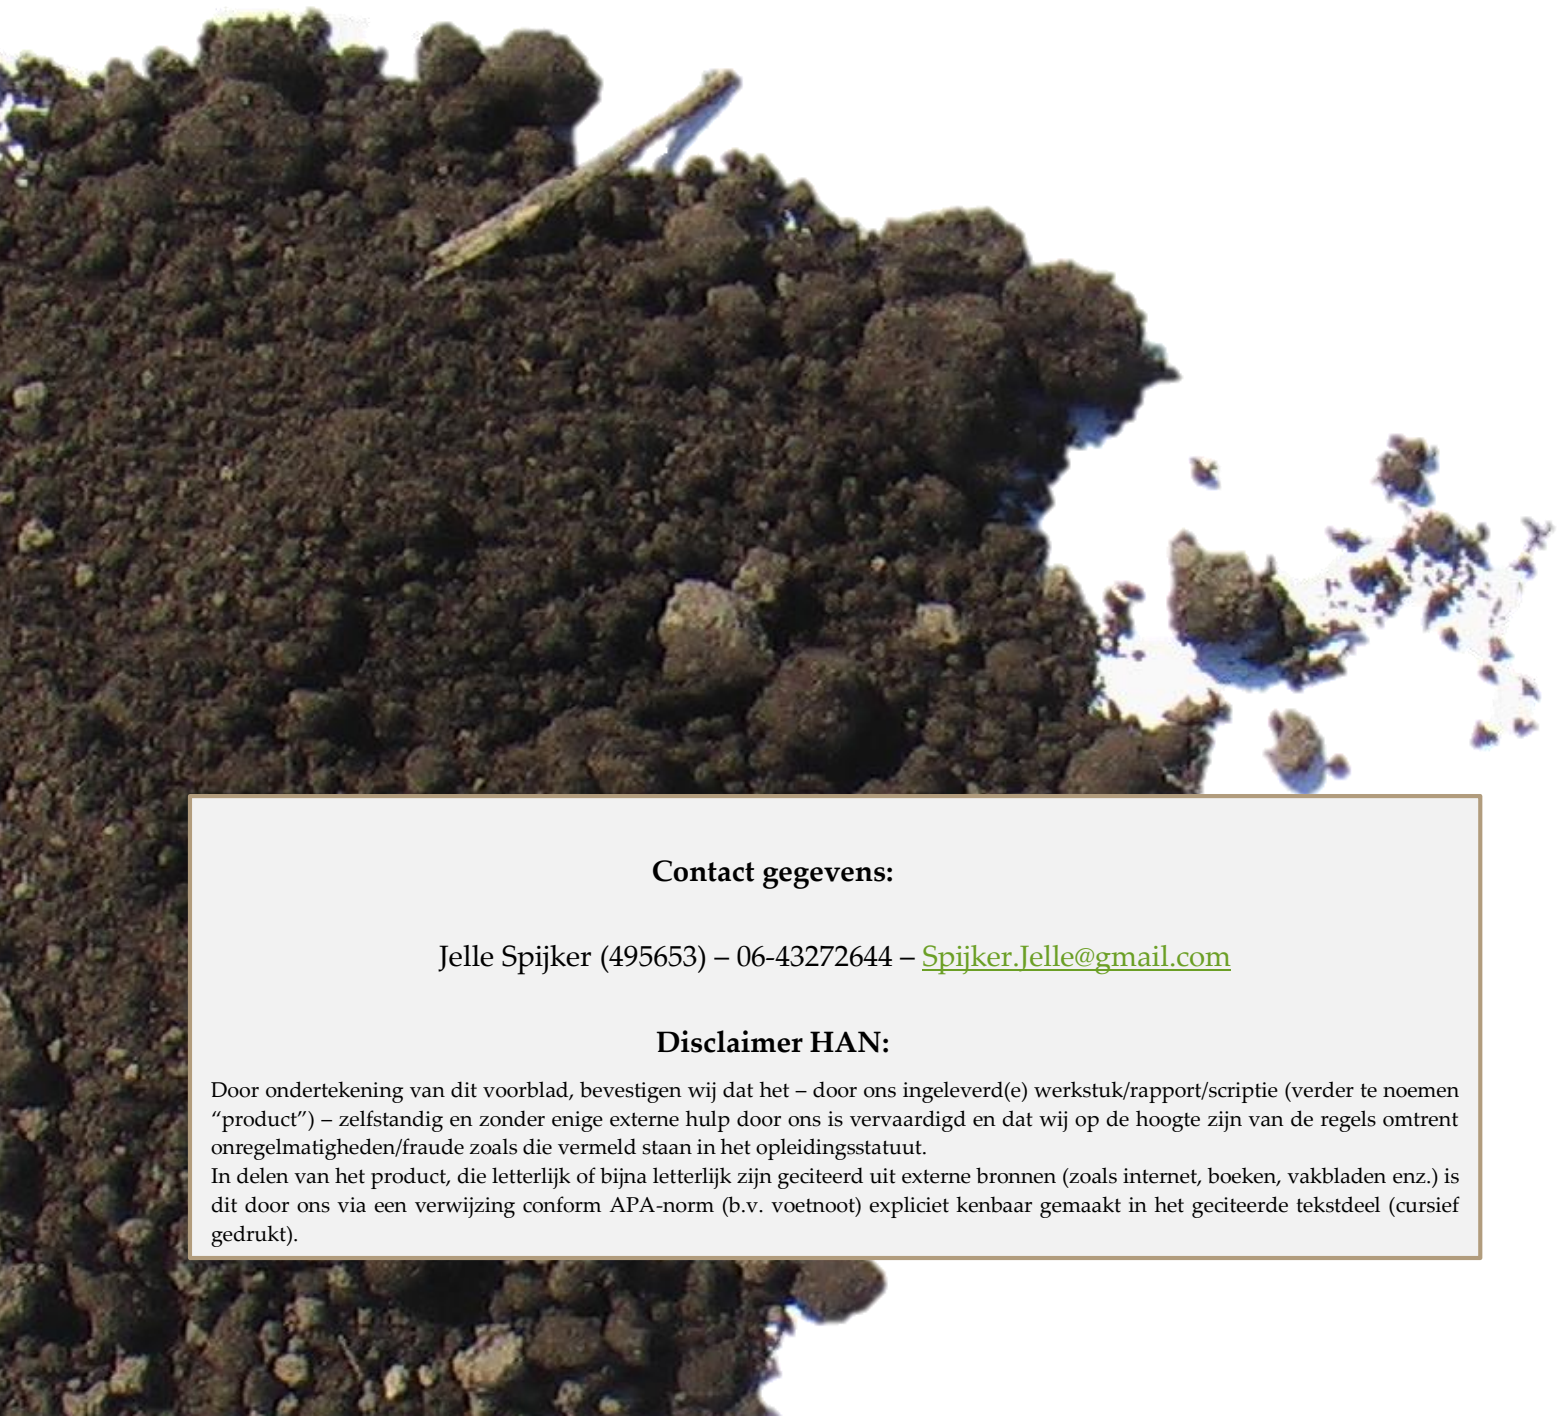 Contact gegevens:
Jelle Spijker (495653) – 06-43272644 – Spijker.Jelle@gmail.com
Disclaimer HAN:
Door ondertekening van dit voorblad, bevestigen wij dat het – door ons ingeleverd(e) werkstuk/rapport/scriptie (verder te noemen
“product”) – zelfstandig en zonder enige externe hulp door ons is vervaardigd en dat wij op de hoogte zijn van de regels omtrent
onregelmatigheden/fraude zoals die vermeld staan in het opleidingsstatuut.
In delen van het product, die letterlijk of bijna letterlijk zijn geciteerd uit externe bronnen (zoals internet, boeken, vakbladen enz.) is
dit door ons via een verwijzing conform APA-norm (b.v. voetnoot) expliciet kenbaar gemaakt in het geciteerde tekstdeel (cursief
gedrukt).